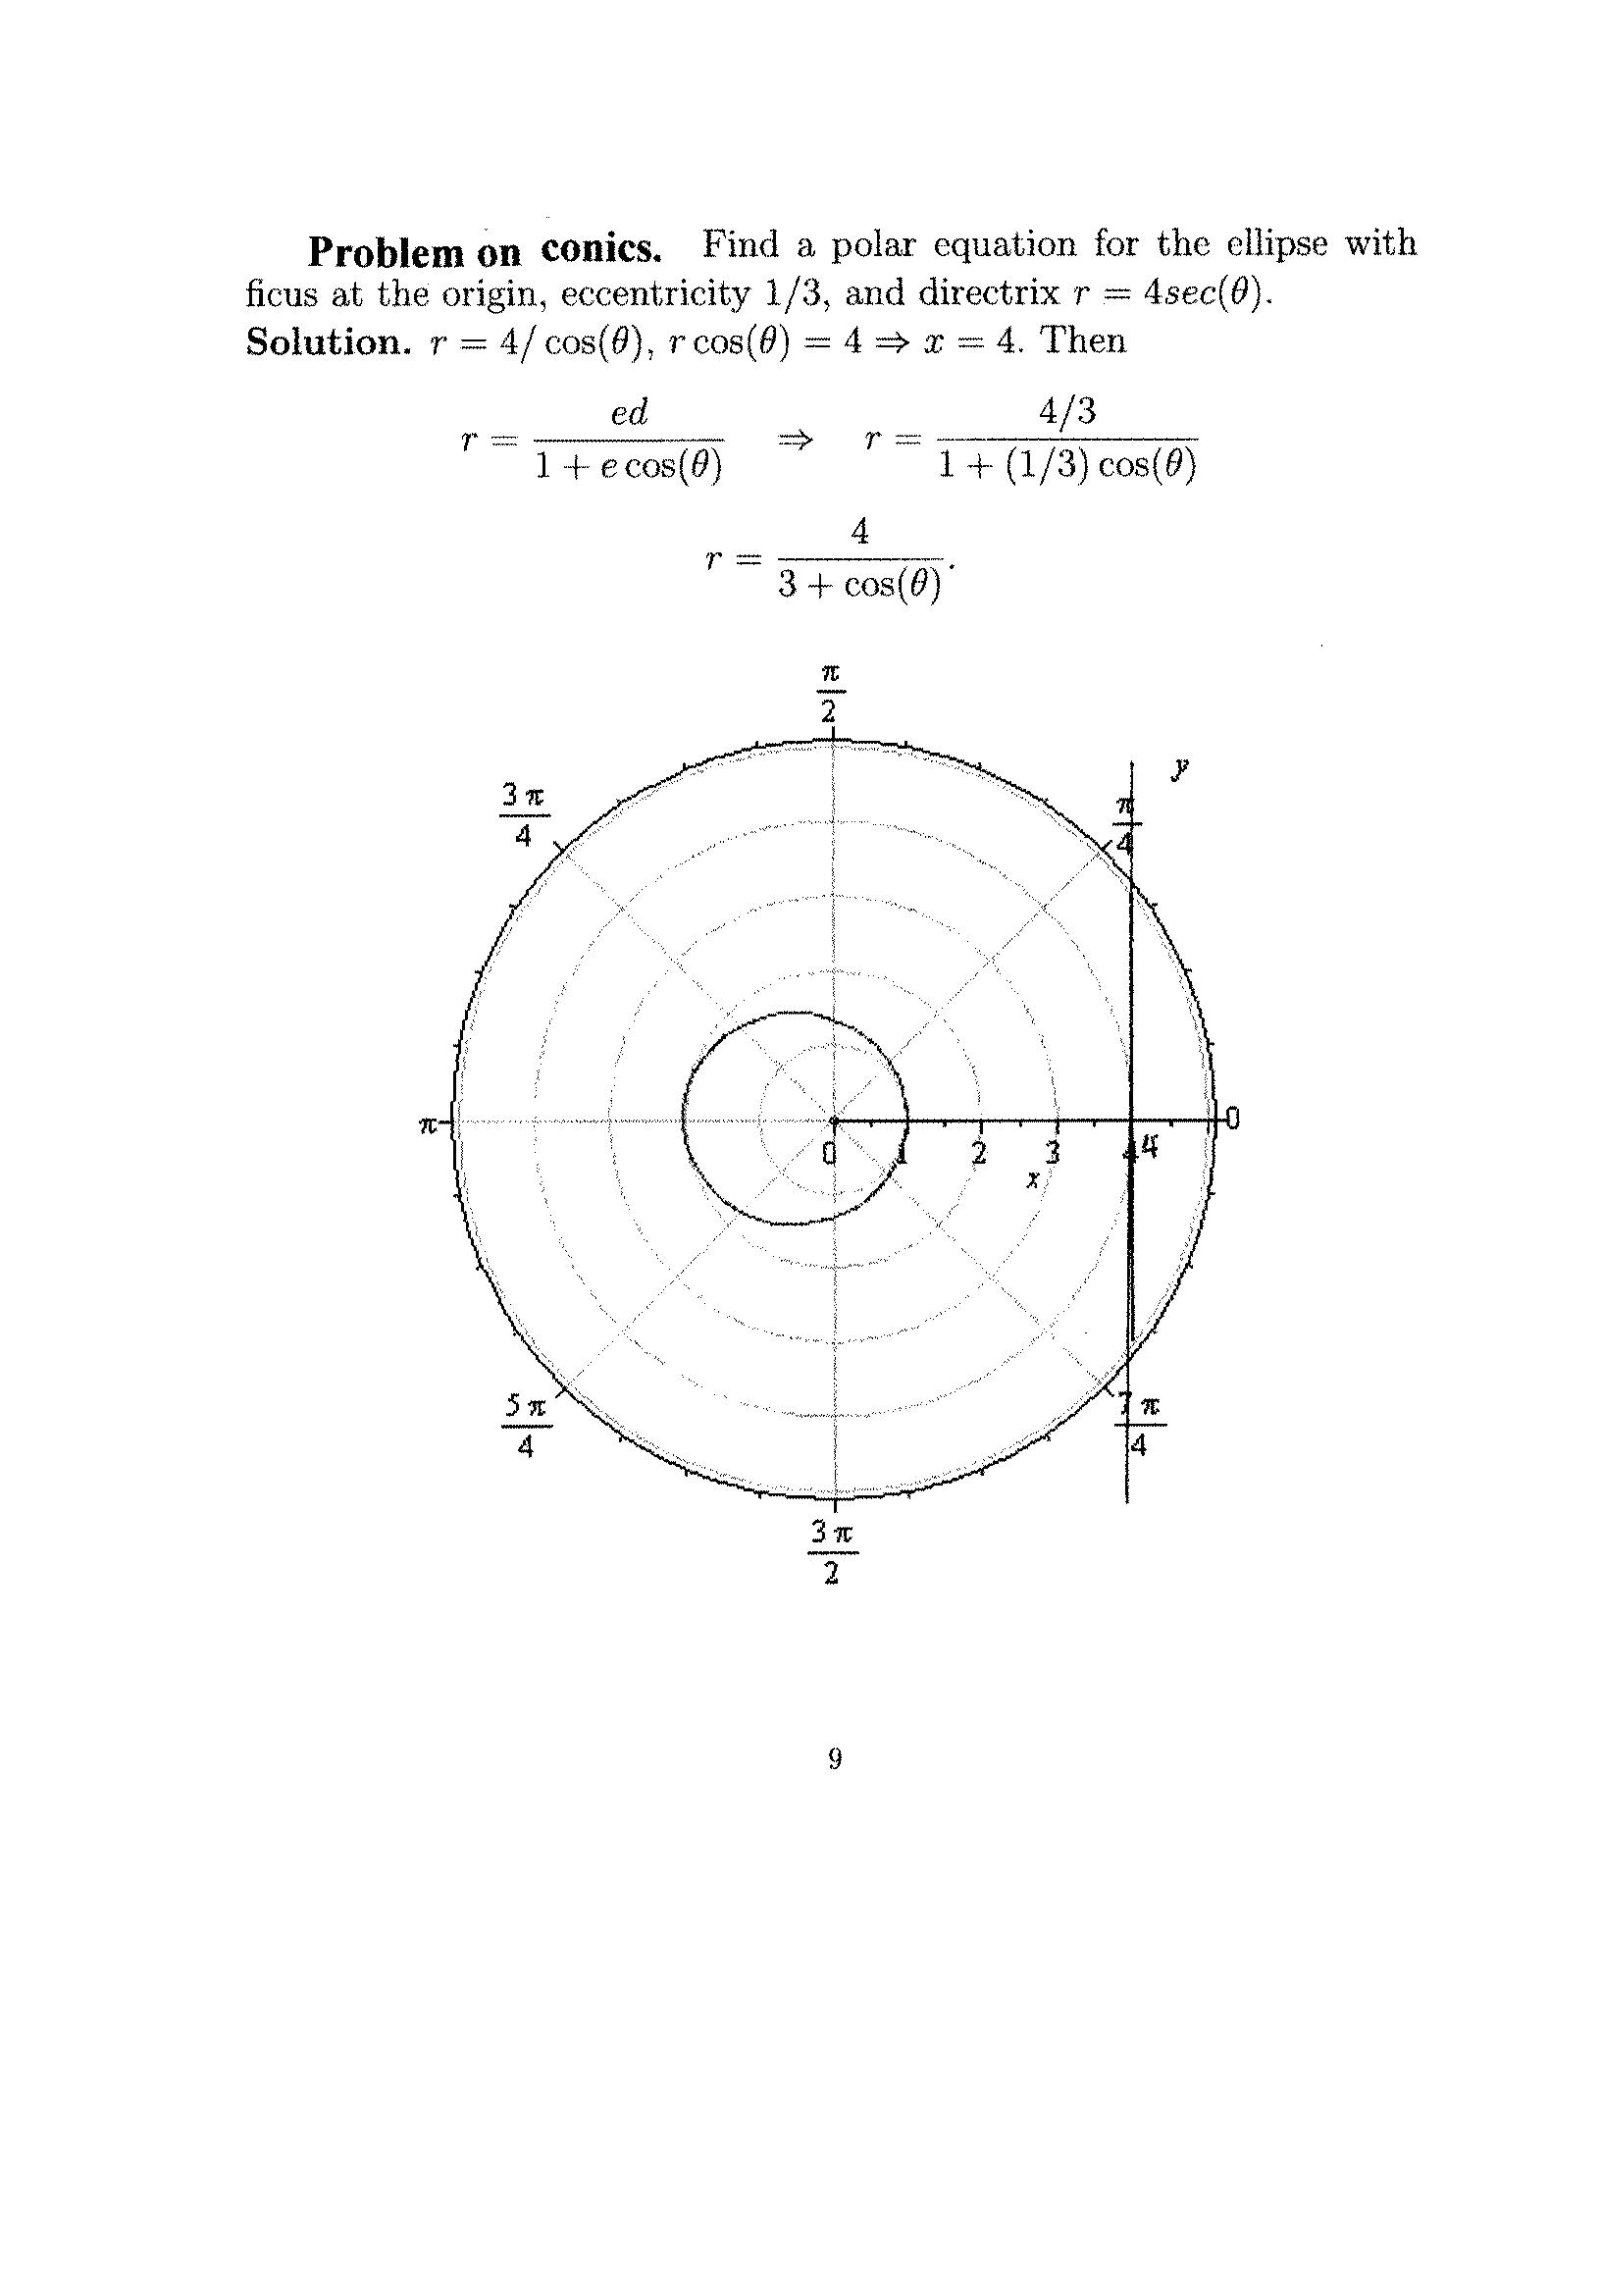 Problem on conics. Find a polar equation for the ellipse with
ficus at the origin, eccentricity 1/3, and directrix r = 4sec(θ).
Solution. r = 4/ cos(θ), r cos(θ) = 4 ⇒ x = 4. Then
r = ed / (1 + e cos(θ)) ⇒ r = 4/3 / (1 + (1/3) cos(θ))
r = 4 / (3 + cos(θ)).
π/2
y
3π/4
π/4
π
0
0 1 2 3 4 4
x
5π/4
7π/4
3π/2
9